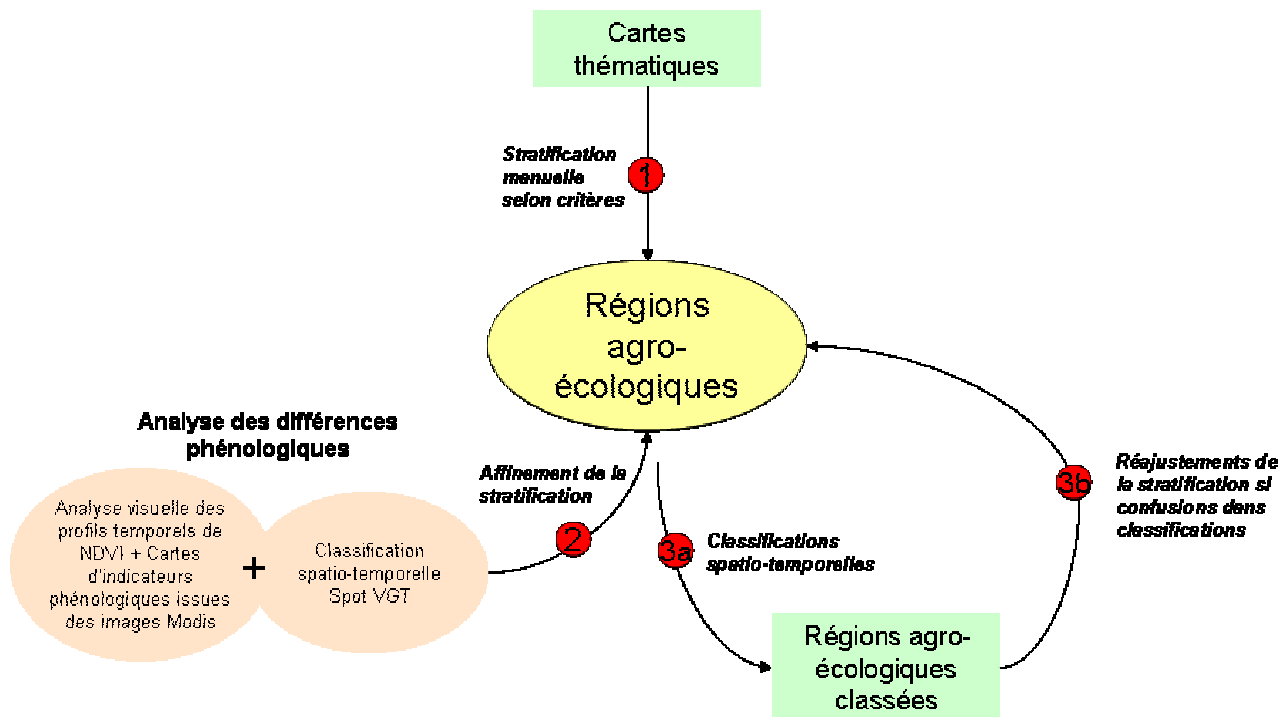 Cartes
thématiques
Stratification
manuelle
selon critères
1
Régions
agro-
écologiques
Analyse des différences
phénologiques
Analyse visuelle des
profils temporels de
NDVI + Cartes
d'indicateurs
phénologiques issues
des images Modis
+
Classification
spatio-temporelle
Spot VGT
Affinement de la
stratification
2
3a
Classifications
spatio-temporelles
3b
Réajustements de
la stratification si
confusions dans
classifications
Régions agro-
écologiques
classées